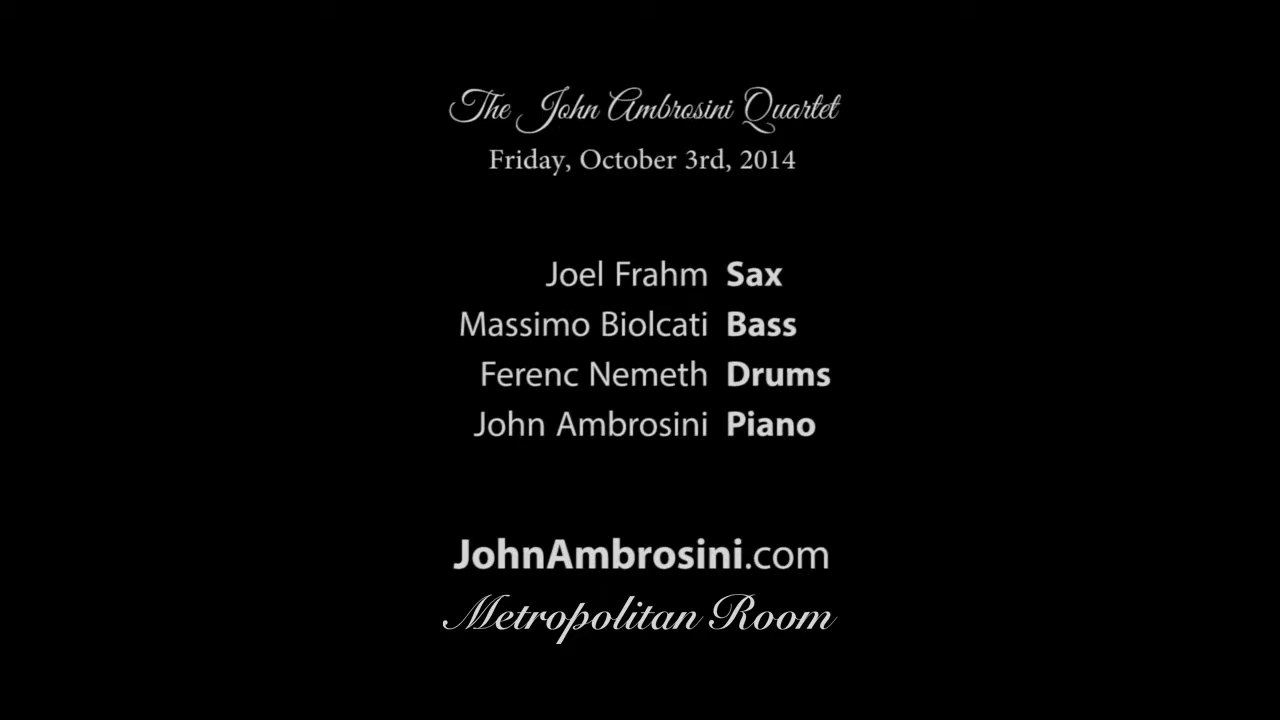 The John Ambrosini Quartet
Friday, October 3rd, 2014
Joel Frahm Sax
Massimo Biolcati Bass
Ferenc Nemeth Drums
John Ambrosini Piano
JohnAmbrosini.com
Metropolitan Room